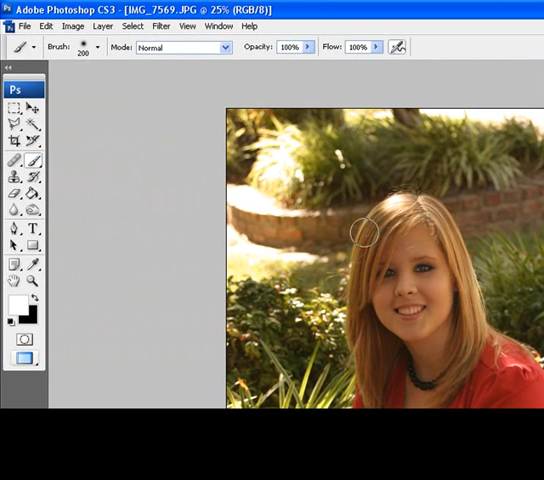 Adobe Photoshop CS3 - [IMG_7569.JPG @ 25% (RGB/8)]
File Edit Image Layer Select Filter View Window Help
Brush: 200 Mode: Normal Opacity: 100% Flow: 100%
Ps
T